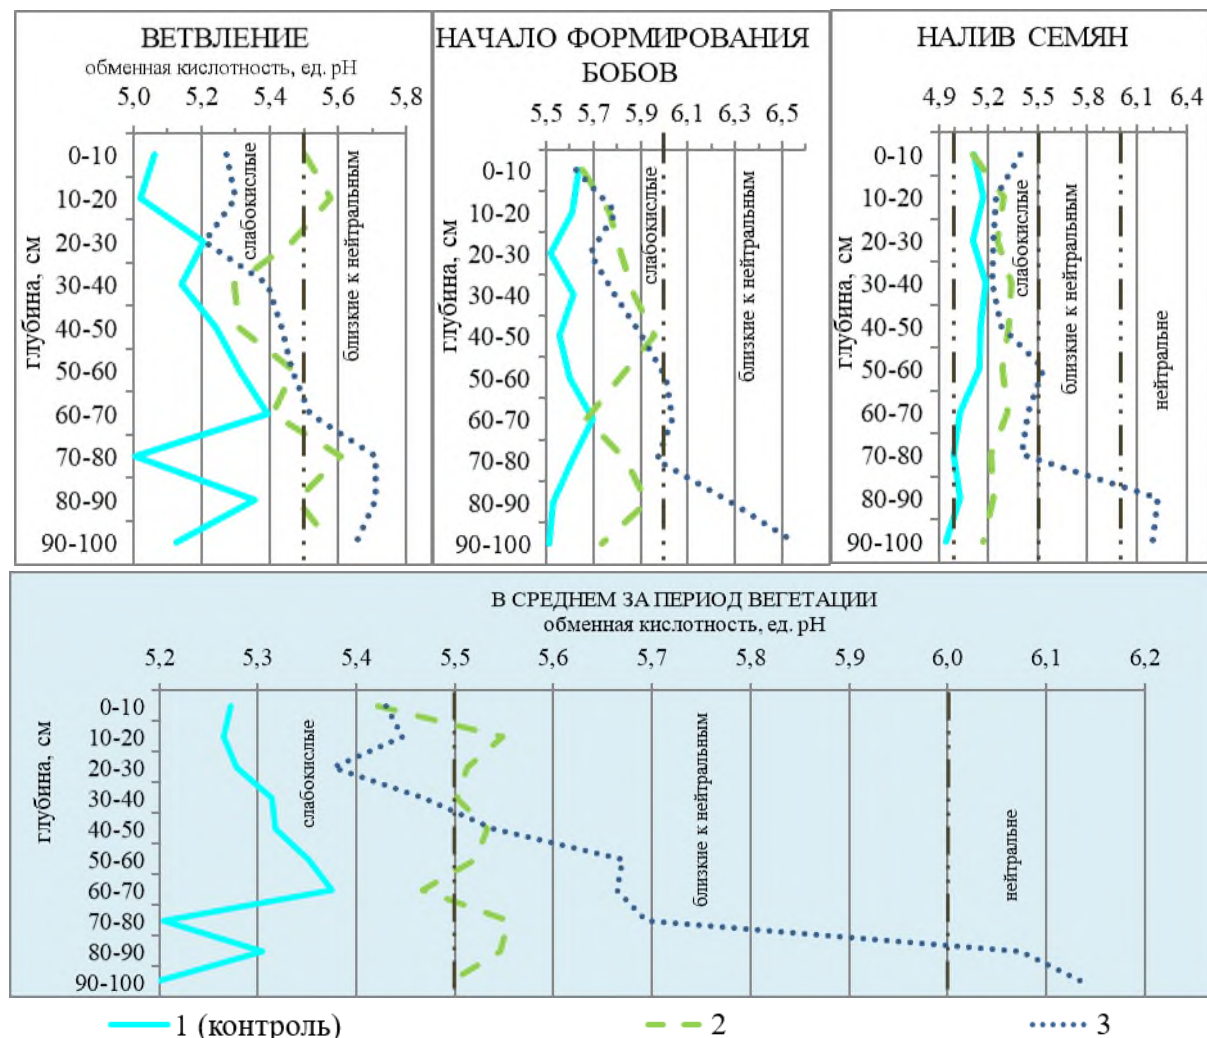 ВЕТВЛЕНИЕ
обменная кислотность, ед. pH
5,0 5,2 5,4 5,6 5,8
глубина, см
0-10
10-20
20-30
30-40
40-50
50-60
60-70
70-80
80-90
90-100
слабокислые
близкие к нейтральным
НАЧАЛО ФОРМИРОВАНИЯ
БОБОВ
5,5 5,7 5,9 6,1 6,3 6,5
глубина, см
0-10
10-20
20-30
30-40
40-50
50-60
60-70
70-80
80-90
90-100
слабокислые
близкие к нейтральным
НАЛИВ СЕМЯН
4,9 5,2 5,5 5,8 6,1 6,4
глубина, см
0-10
10-20
20-30
30-40
40-50
50-60
60-70
70-80
80-90
90-100
слабокислые
близкие к нейтральным
нейтральне
В СРЕДНЕМ ЗА ПЕРИОД ВЕГЕТАЦИИ
обменная кислотность, ед. pH
5,2 5,3 5,4 5,5 5,6 5,7 5,8 5,9 6,0 6,1 6,2
глубина, см
0-10
10-20
20-30
30-40
40-50
50-60
60-70
70-80
80-90
90-100
слабокислые
близкие к нейтральным
нейтральне
1 (контроль) 2 3